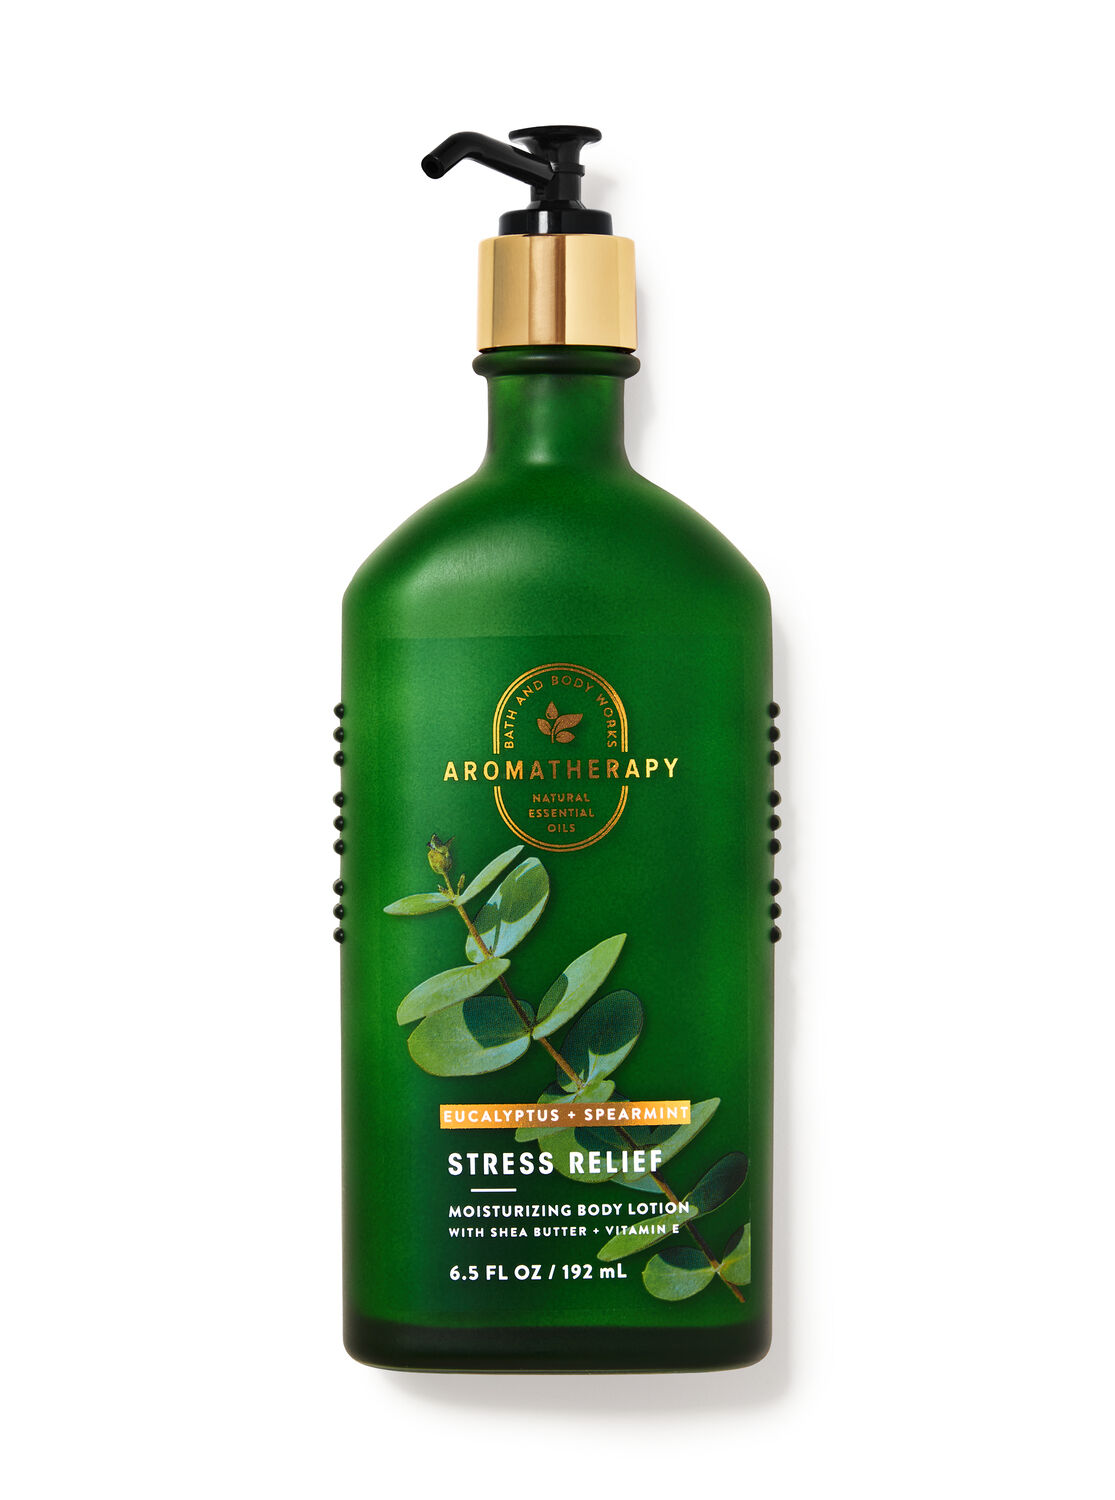 BATH AND BODY WORKS
AROMATHERAPY
NATURAL
ESSENTIAL
OILS
EUCALYPTUS + SPEARMINT
STRESS RELIEF
MOISTURIZING BODY LOTION
WITH SHEA BUTTER + VITAMIN E
6.5 FL OZ / 192 mL